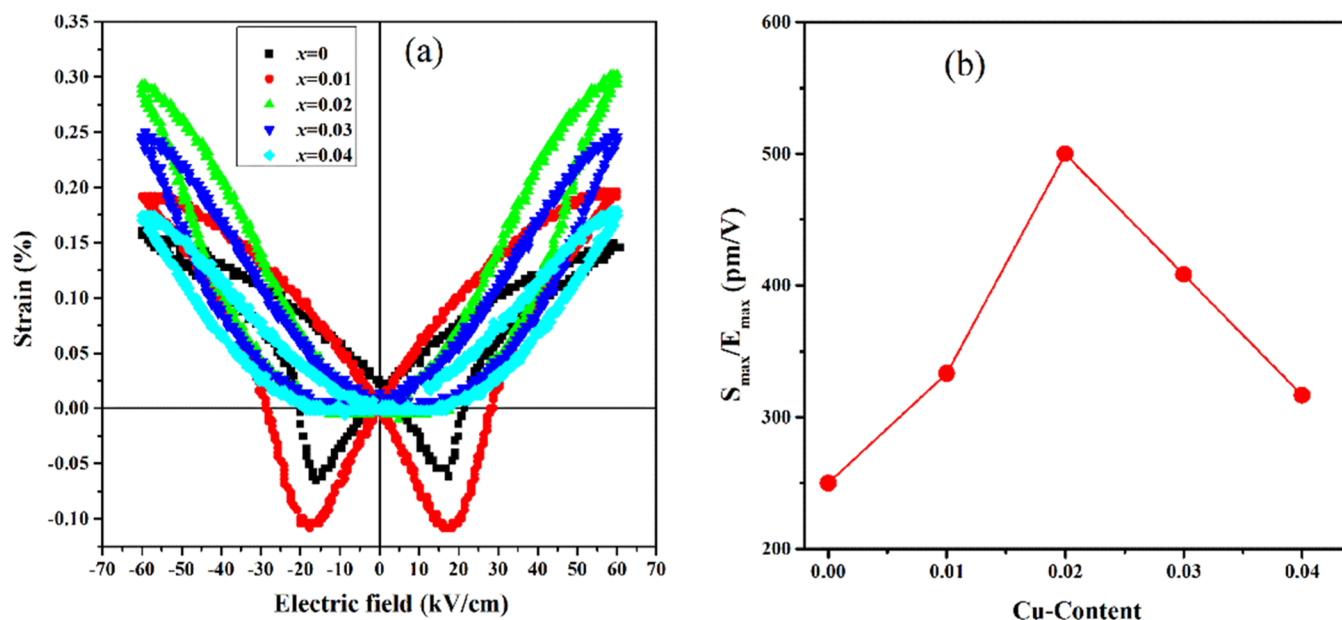 (a)
x=0
x=0.01
x=0.02
x=0.03
x=0.04
0.35
0.30
0.25
0.20
0.15
0.10
0.05
0.00
-0.05
-0.10
Strain (%)
-70 -60 -50 -40 -30 -20 -10 0 10 20 30 40 50 60 70
Electric field (kV/cm)
(b)
600
500
400
300
200
Smax/Emax (pm/V)
0.00 0.01 0.02 0.03 0.04
Cu-Content